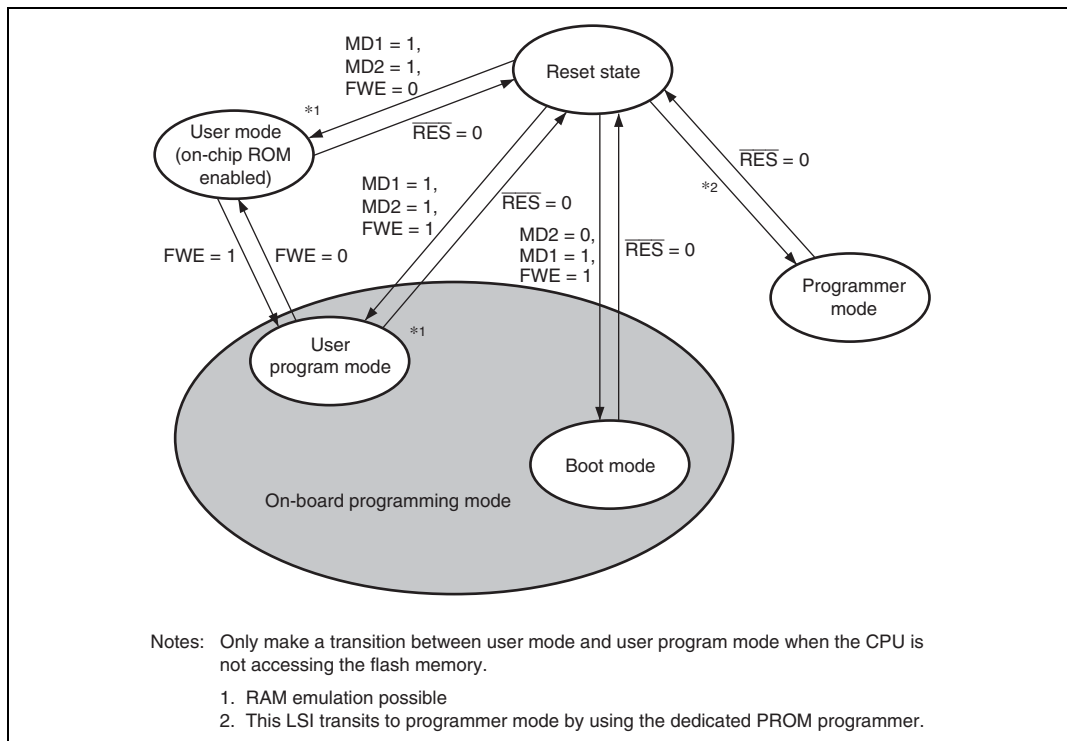 MD1 = 1,
MD2 = 1,
FWE = 0
Reset state
*1
RES = 0
User mode
(on-chip ROM
enabled)
RES = 0
MD1 = 1,
MD2 = 1,
FWE = 1
RES = 0
*2
MD2 = 0,
MD1 = 1,
FWE = 1
RES = 0
FWE = 1
FWE = 0
Programmer
mode
*1
User
program mode
Boot mode
On-board programming mode
Notes: Only make a transition between user mode and user program mode when the CPU is
not accessing the flash memory.
1. RAM emulation possible
2. This LSI transits to programmer mode by using the dedicated PROM programmer.